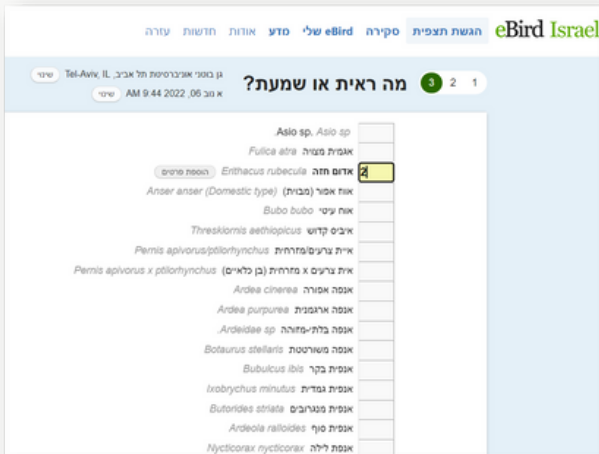 eBird Israel הגשת תצפית סקירה eBird שלי מדע אודות חדשות עזרה
1 2 3 מה ראית או שמעת?
גן בוטני אוניברסיטת תל אביב, Tel-Aviv, IL שינוי
א נוב 06, 2022 9:44 AM שינוי
Asio sp. Asio sp.
אגמית מצויה Fulica atra
2 אדום חזה Erithacus rubecula הוספת פרטים
אווז אפור (מבוית) Anser anser (Domestic type)
אוח עיטי Bubo bubo
איביס קדוש Threskiornis aethiopicus
איית צרעים/מזרחית Pernis apivorus/ptilorhynchus
אית צרעים x מזרחית (בן כלאיים) Pernis apivorus x ptilorhynchus
אנפה אפורה Ardea cinerea
אנפה ארגמנית Ardea purpurea
אנפה בלתי-מזוהה Ardeidae sp.
אנפה משורטטת Botaurus stellaris
אנפית בקר Bubulcus ibis
אנפית גמדית Ixobrychus minutus
אנפית מנגרובים Butorides striata
אנפית סוף Ardeola ralloides
אנפת לילה Nycticorax nycticorax